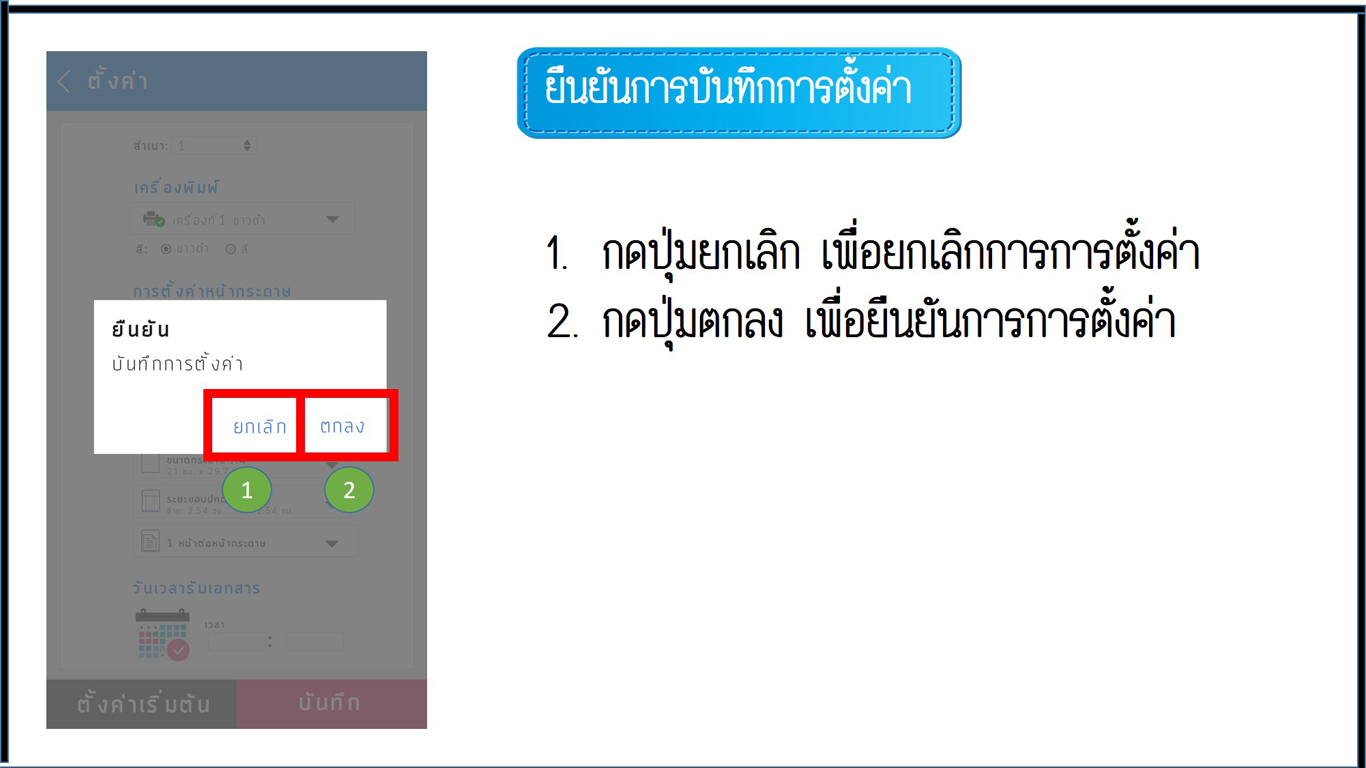 ตั้งค่า
สำเนา: 1
เครื่องพิมพ์
เครื่องที่ 1 ขาวดำ
สี: ขาวดำ สี
การตั้งค่าหน้ากระดาษ
ยืนยัน
บันทึกการตั้งค่า
ยกเลิก ตกลง
21 ซม. x 29.7
1 2
ระยะขอบปกติ
ซ้าย: 2.54 ซม. 2.54 ซม.
1 หน้าต่อหน้ากระดาษ
วันเวลารับเอกสาร
เวลา
:
ตั้งค่าเริ่มต้น บันทึก
ยืนยันการบันทึกการตั้งค่า
1. กดปุ่มยกเลิก เพื่อยกเลิกการการตั้งค่า
2. กดปุ่มตกลง เพื่อยืนยันการการตั้งค่า